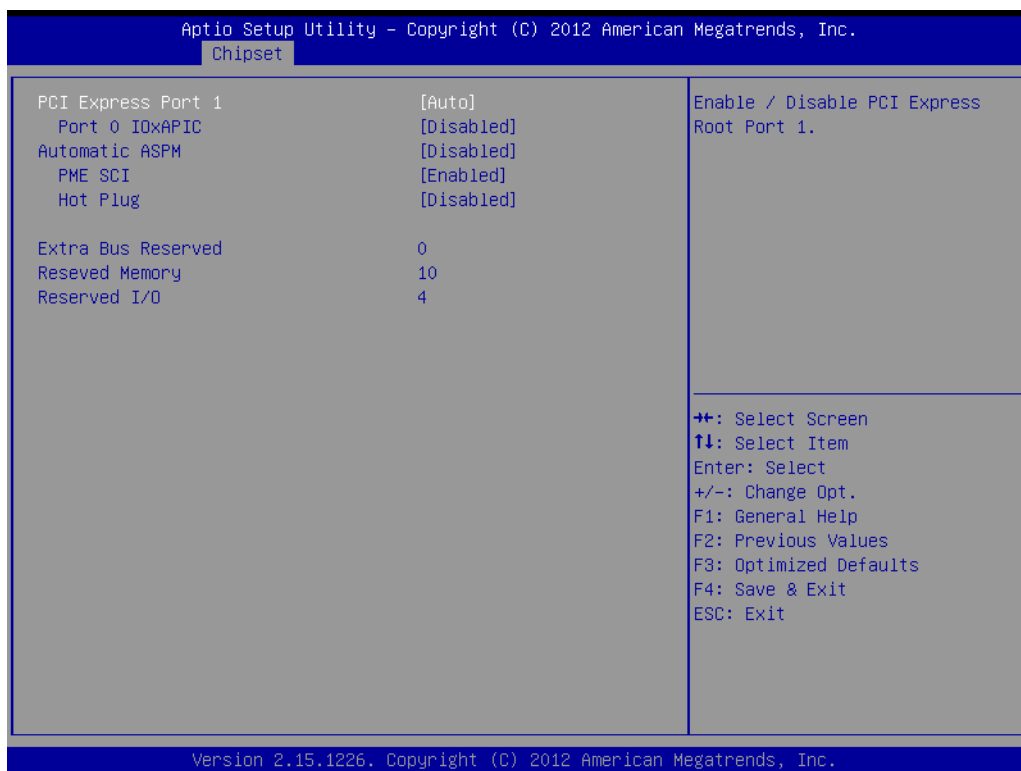 Aptio Setup Utility – Copyright (C) 2012 American Megatrends, Inc.
Chipset
PCI Express Port 1 [Auto]
Port 0 IOxAPIC [Disabled]
Automatic ASPM [Disabled]
PME SCI [Enabled]
Hot Plug [Disabled]
Extra Bus Reserved 0
Reseved Memory 10
Reserved I/O 4
Enable / Disable PCI Express
Root Port 1.
→←: Select Screen
↑↓: Select Item
Enter: Select
+/-: Change Opt.
F1: General Help
F2: Previous Values
F3: Optimized Defaults
F4: Save & Exit
ESC: Exit
Version 2.15.1226. Copyright (C) 2012 American Megatrends, Inc.